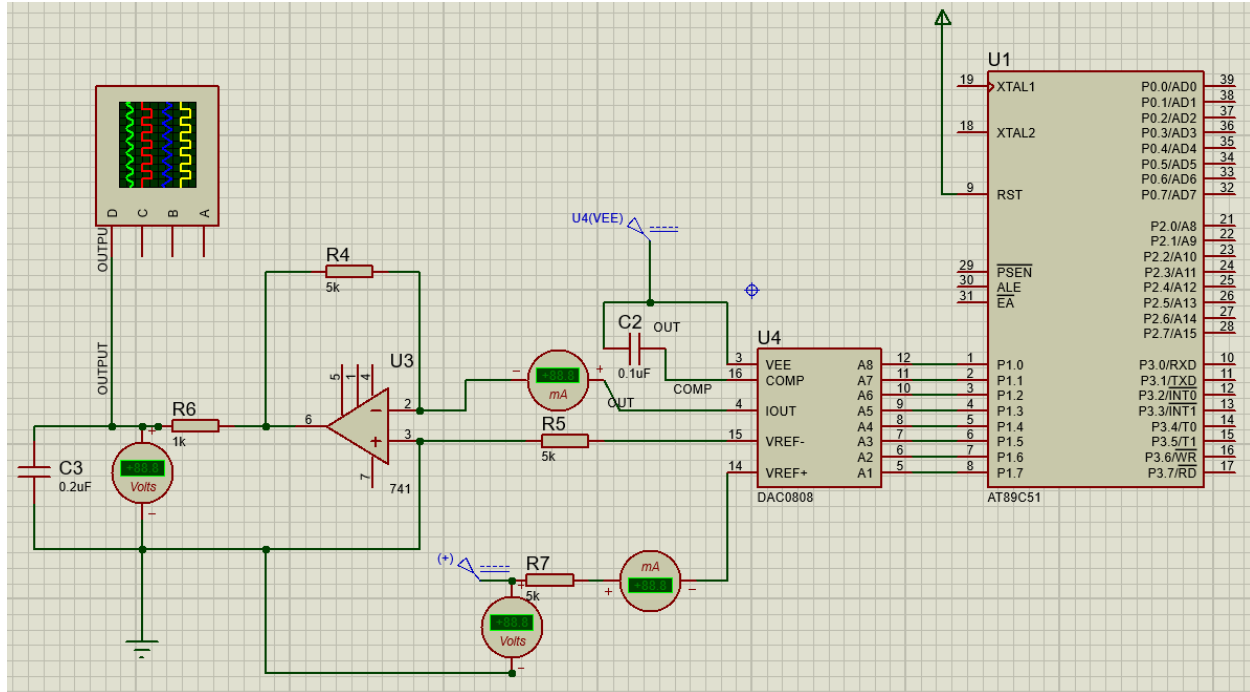 U1
19 XTAL1 P0.0/AD0 39
P0.1/AD1 38
P0.2/AD2 37
18 XTAL2 P0.3/AD3 36
P0.4/AD4 35
P0.5/AD5 34
P0.6/AD6 33
9 RST P0.7/AD7 32
P2.0/A8 21
P2.1/A9 22
P2.2/A10 23
29 PSEN P2.3/A11 24
30 ALE P2.4/A12 25
31 EA P2.5/A13 26
P2.6/A14 27
P2.7/A15 28
1 P1.0 P3.0/RXD 10
2 P1.1 P3.1/TXD 11
3 P1.2 P3.2/INT0 12
4 P1.3 P3.3/INT1 13
5 P1.4 P3.4/T0 14
6 P1.5 P3.5/T1 15
7 P1.6 P3.6/WR 16
8 P1.7 P3.7/RD 17
AT89C51
D C B A
OUTPU
OUTPUT
U4(VEE)
R4
5k
C2
OUT
0.1uF
COMP
U4
3 VEE A8 12
16 COMP A7 11
A6 10
4 IOUT A5 9
A4 8
15 VREF- A3 7
A2 6
14 VREF+ A1 5
DAC0808
U3
5 1 4
2
3
6
7
741
− +88.8 +
mA
OUT
R5
5k
R6
1k
C3
0.2uF
+
+88.8
Volts
−
(+)
R7
5k
mA
+ +88.8 −
+
+88.8
Volts
−